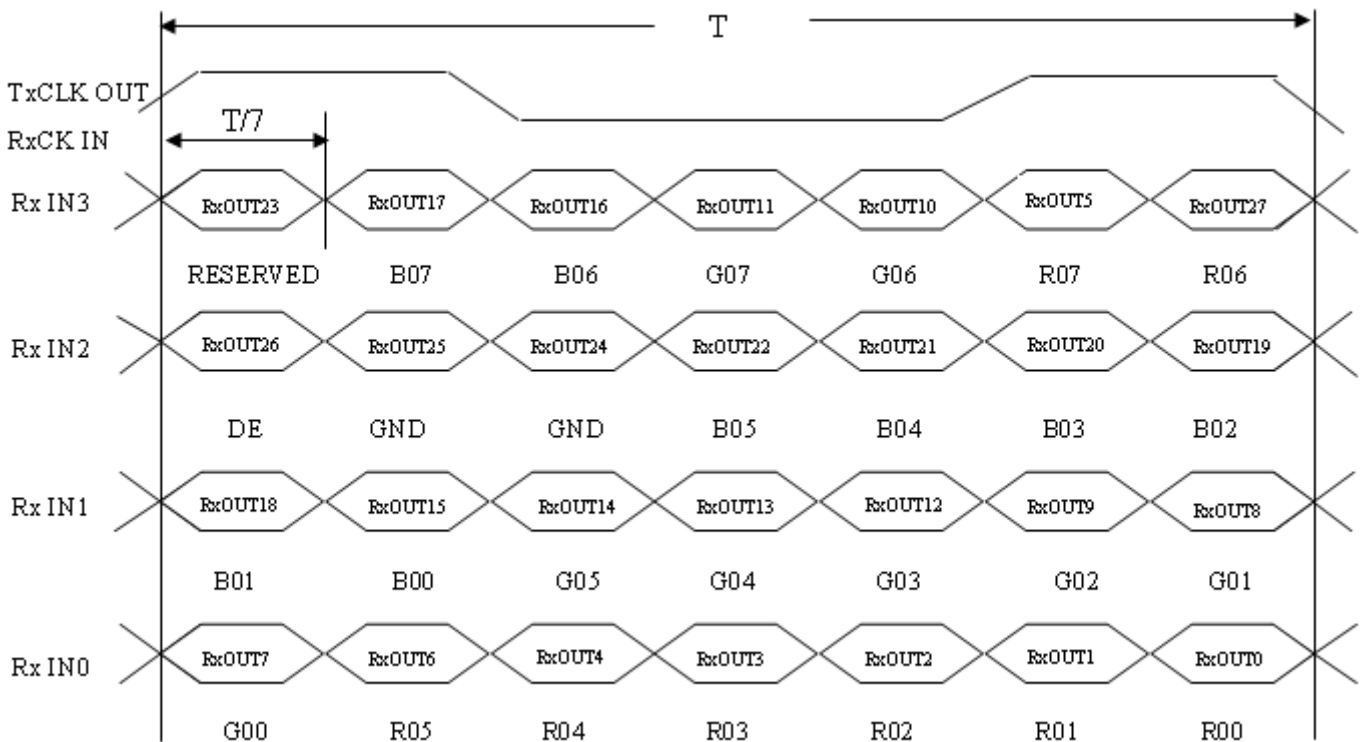 T
TxCLK OUT
T/7
RxCK IN
Rx IN3 RxOUT23 RxOUT17 RxOUT16 RxOUT11 RxOUT10 RxOUT5 RxOUT27
RESERVED B07 B06 G07 G06 R07 R06
Rx IN2 RxOUT26 RxOUT25 RxOUT24 RxOUT22 RxOUT21 RxOUT20 RxOUT19
DE GND GND B05 B04 B03 B02
Rx IN1 RxOUT18 RxOUT15 RxOUT14 RxOUT13 RxOUT12 RxOUT9 RxOUT8
B01 B00 G05 G04 G03 G02 G01
Rx IN0 RxOUT7 RxOUT6 RxOUT4 RxOUT3 RxOUT2 RxOUT1 RxOUT0
G00 R05 R04 R03 R02 R01 R00